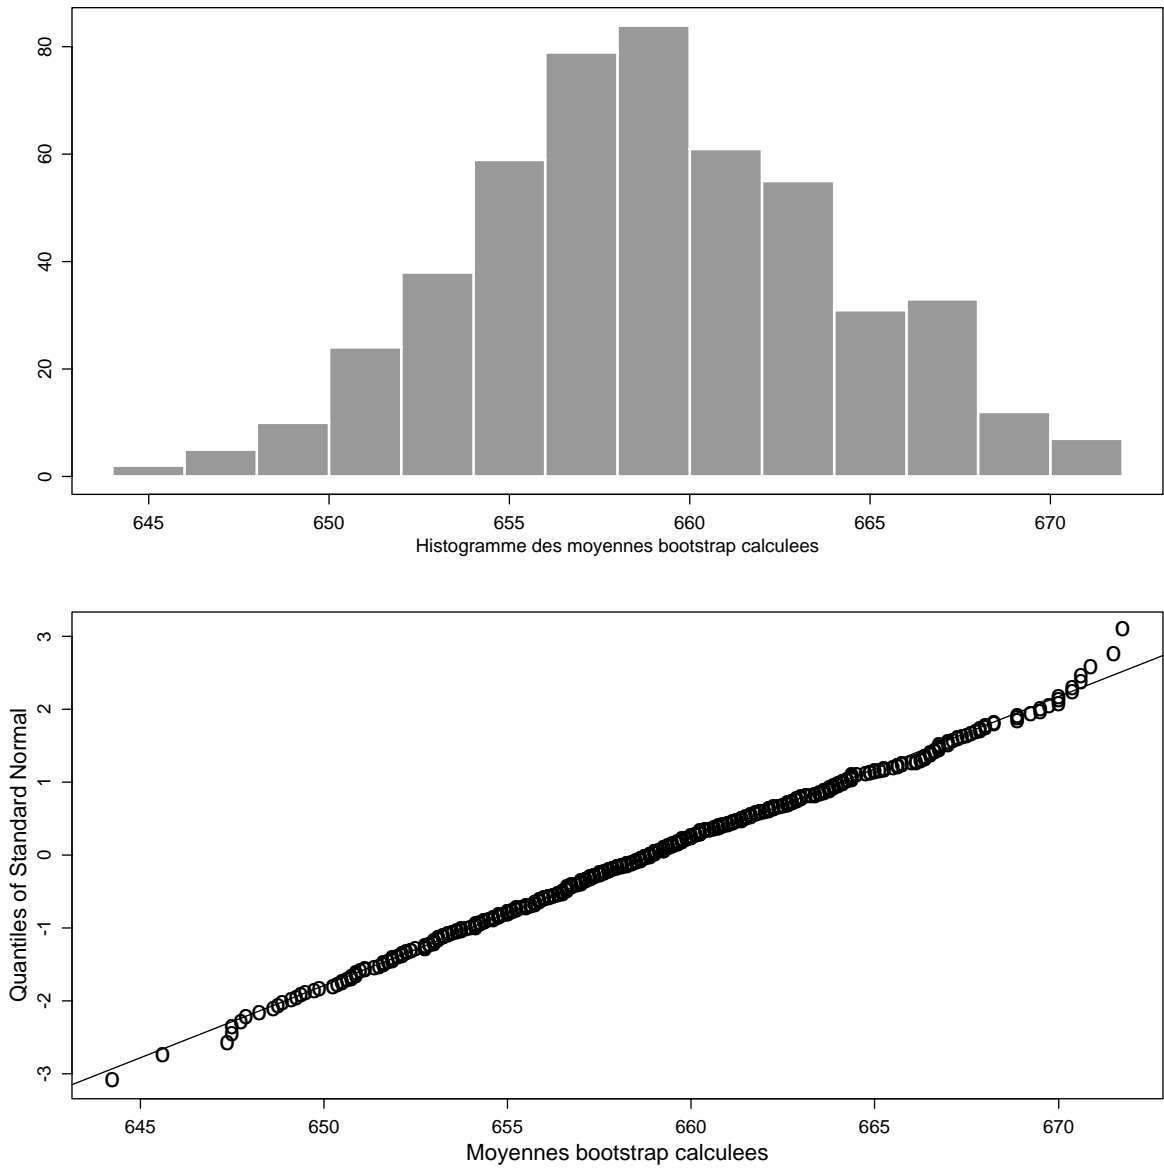 80
60
40
20
0
645 650 655 660 665 670
Histogramme des moyennes bootstrap calculees
3
2
1
0
-1
-2
-3
Quantiles of Standard Normal
645 650 655 660 665 670
Moyennes bootstrap calculees